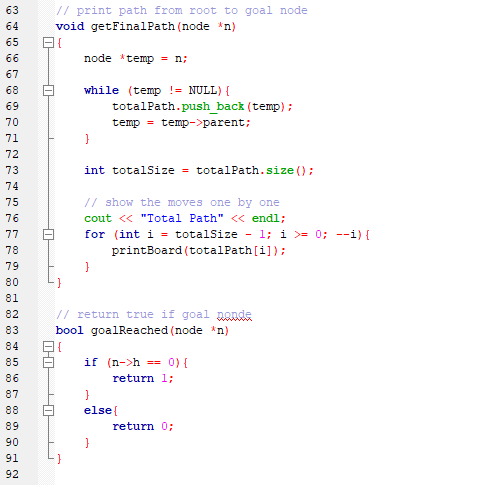 63 // print path from root to goal node
64 void getFinalPath(node *n)
65 {
66     node *temp = n;
67
68     while (temp != NULL){
69         totalPath.push_back(temp);
70         temp = temp->parent;
71     }
72
73     int totalSize = totalPath.size();
74
75     // show the moves one by one
76     cout << "Total Path" << endl;
77     for (int i = totalSize - 1; i >= 0; --i){
78         printBoard(totalPath[i]);
79     }
80 }
81
82 // return true if goal nonde
83 bool goalReached(node *n)
84 {
85     if (n->h == 0){
86         return 1;
87     }
88     else{
89         return 0;
90     }
91 }
92